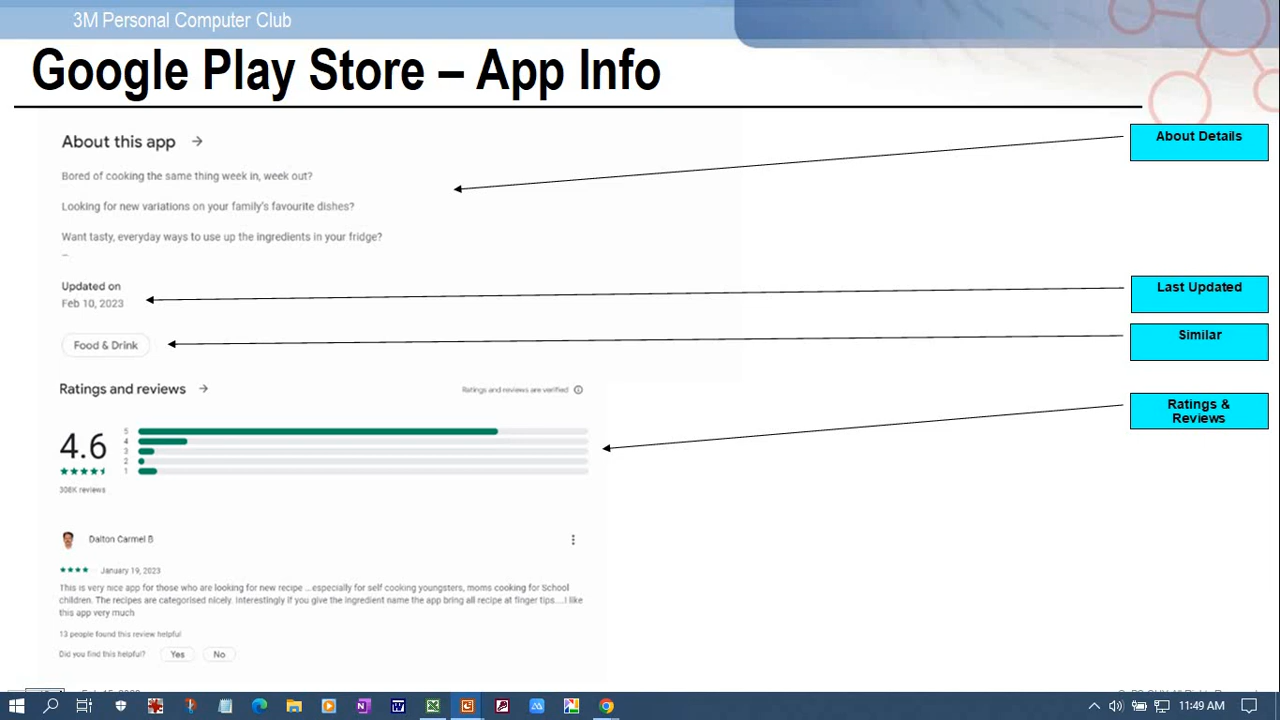 3M Personal Computer Club
Google Play Store – App Info
About this app →
About Details
Bored of cooking the same thing week in, week out?
Looking for new variations on your family's favourite dishes?
Want tasty, everyday ways to use up the ingredients in your fridge?
–
Updated on
Last Updated
Feb 10, 2023
Food & Drink
Similar
Ratings and reviews →
Ratings and reviews are verified
Ratings &
Reviews
4.6
5
4
3
2
1
308K reviews
Dalton Carmel B
January 19, 2023
This is very nice app for those who are looking for new recipe ...especially for self cooking youngsters, moms cooking for School
children. The recipes are categorised nicely. Interestingly if you give the ingredient name the app bring all recipe at finger tips....I like
this app very much
13 people found this review helpful
Did you find this helpful?
Yes
No
11:49 AM